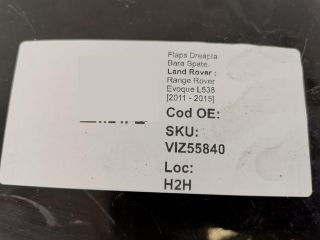 Flaps Dreapta
Bara Spate.
Land Rover :
Range Rover
Evoque L538
[2011 - 2015]
Cod OE:
SKU:
VIZ55840
Loc:
H2H